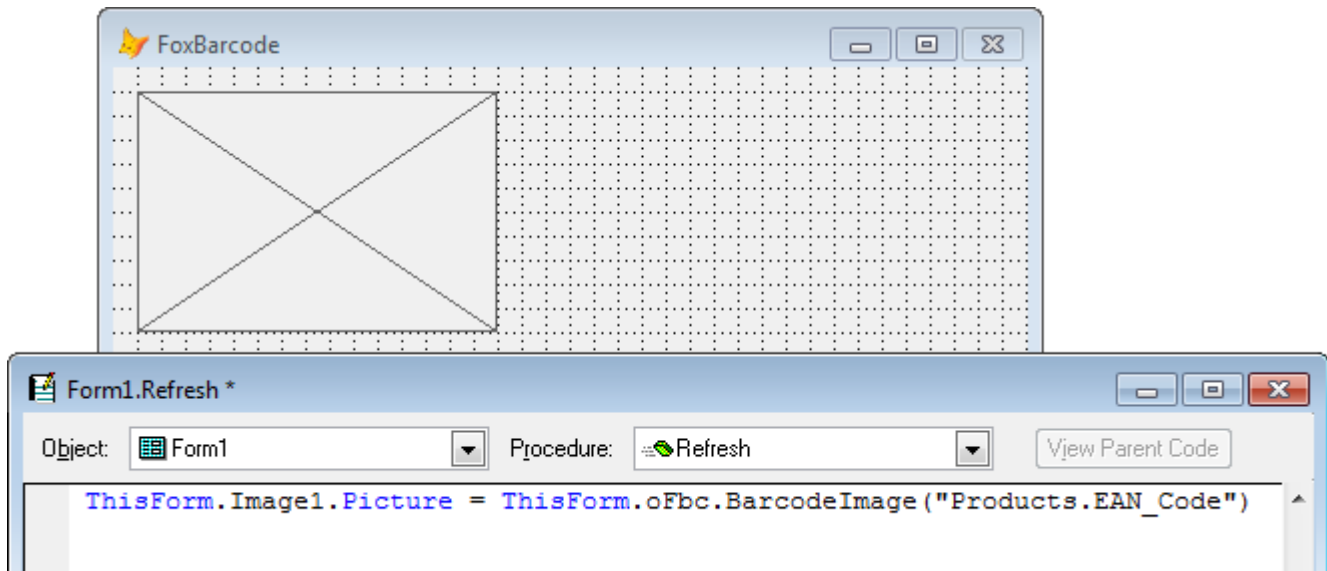 FoxBarcode
Form1.Refresh *
Object: Form1 Procedure: Refresh View Parent Code
ThisForm.Image1.Picture = ThisForm.oFbc.BarcodeImage("Products.EAN_Code")